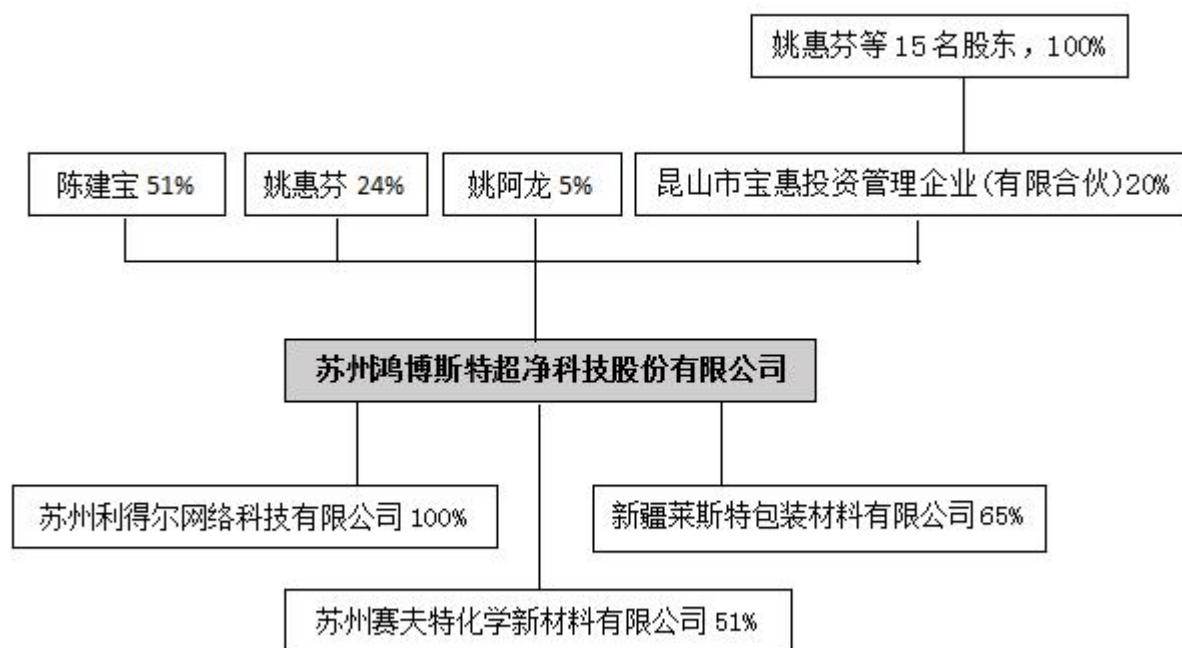 姚惠芬等 15 名股东，100%
陈建宝 51%
姚惠芬 24%
姚阿龙 5%
昆山市宝惠投资管理企业(有限合伙)20%
苏州鸿博斯特超净科技股份有限公司
苏州利得尔网络科技有限公司 100%
新疆莱斯特包装材料有限公司 65%
苏州赛夫特化学新材料有限公司 51%